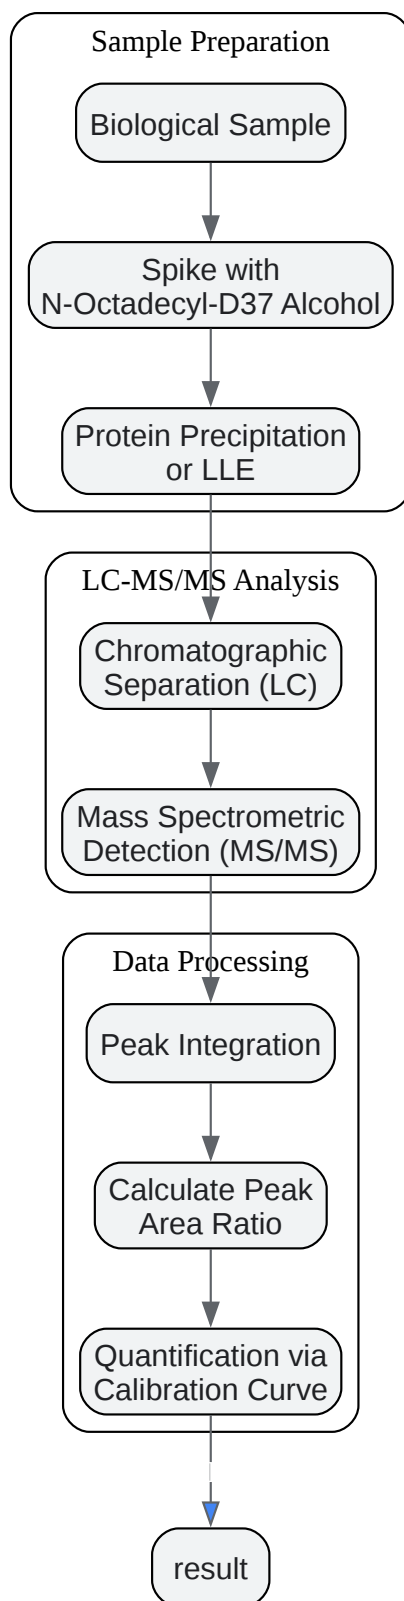 Sample Preparation
Biological Sample
Spike with
N-Octadecyl-D37 Alcohol
Protein Precipitation
or LLE
LC-MS/MS Analysis
Chromatographic
Separation (LC)
Mass Spectrometric
Detection (MS/MS)
Data Processing
Peak Integration
Calculate Peak
Area Ratio
Quantification via
Calibration Curve
result